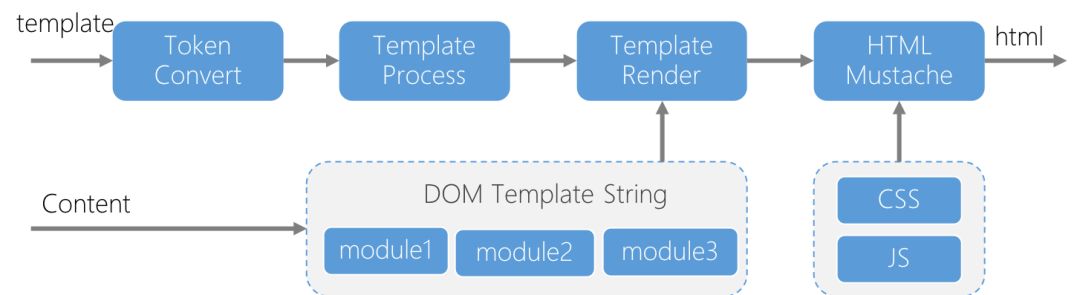 template
Token
Convert
Template
Process
Template
Render
HTML
Mustache
html
Content
DOM Template String
module1
module2
module3
CSS
JS